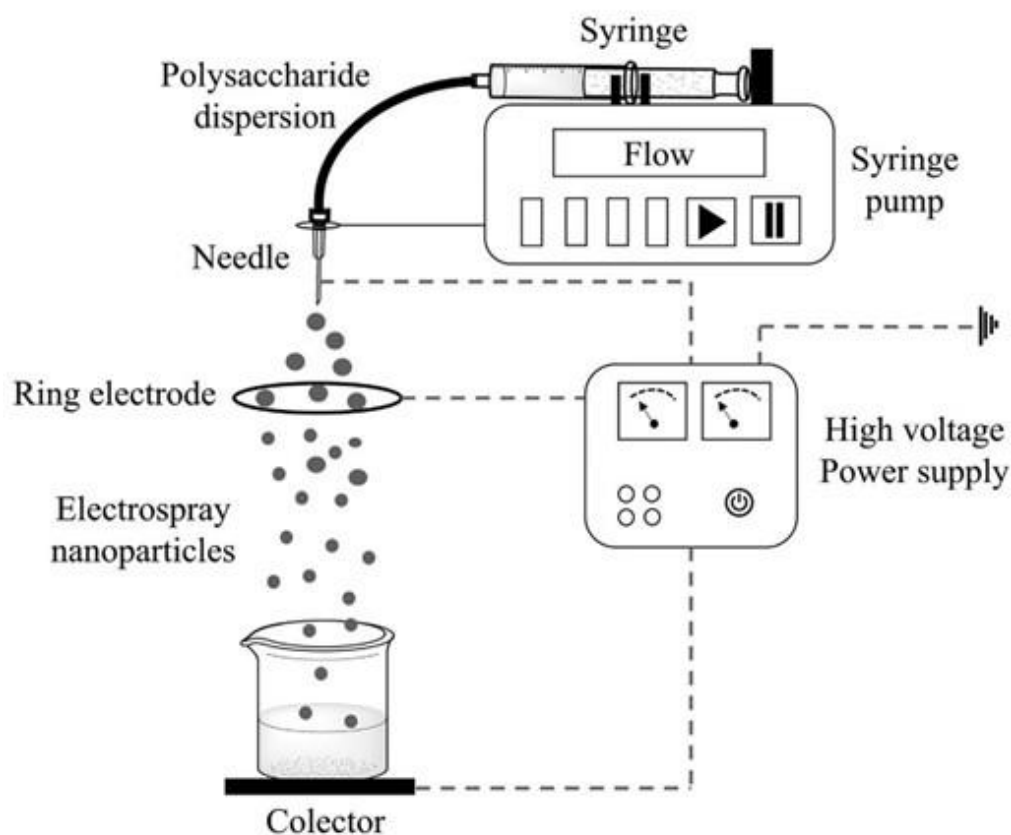 Syringe
Polysaccharide
dispersion
Flow
Syringe
pump
Needle
Ring electrode
High voltage
Power supply
Electrospray
nanoparticles
Colector